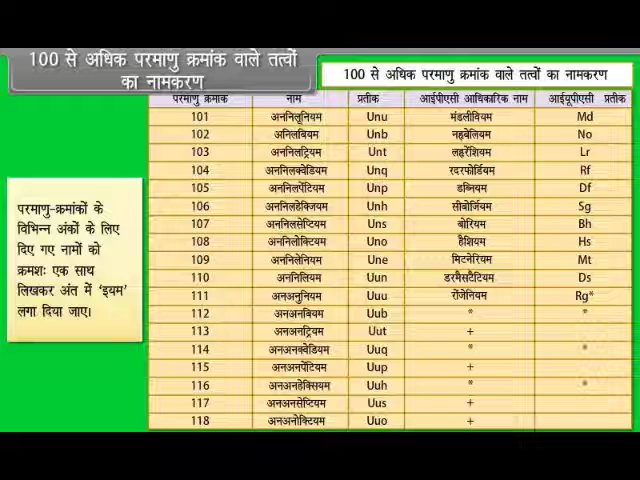 100 से अधिक परमाणु क्रमांक वाले तत्वों
का नामकरण
100 से अधिक परमाणु क्रमांक वाले तत्वों का नामकरण
परमाणु क्रमांक नाम प्रतीक आईपीएसी आधिकारिक नाम आईयूपीएसी प्रतीक
101 अननिलूनियम Unu मंडलीवियम Md
102 अनिलबियम Unb नह्बेलियम No
103 अननिलट्रियम Unt लहरेंशियम Lr
104 अननिलक्वेडियम Unq रदरफोर्डियम Rf
105 अननिलपेंटियम Unp डब्नियम Df
106 अननिलहेक्जियम Unh सीबोर्जियम Sg
107 अननिलसेप्टियम Uns बोरियम Bh
108 अननिलोक्टियम Uno हैशियम Hs
109 अननिलेनियम Une मिटनेरियम Mt
110 अननिलियम Uun डरमैसटैटियम Ds
111 अनअनुनियम Uuu रोंजेनियम Rg*
112 अनअनबियम Uub * *
113 अनअनट्रियम Uut +
114 अनअनक्वेडियम Uuq * *
115 अनअनपेंटियम Uup +
116 अनअनहेक्सियम Uuh * *
117 अनअनसेप्टियम Uus +
118 अनअनोक्टियम Uuo +
परमाणु-क्रमांकों के
विभिन्न अंकों के लिए
दिए गए नामों को
क्रमशः एक साथ
लिखकर अंत में ‘इयम’
लगा दिया जाए।